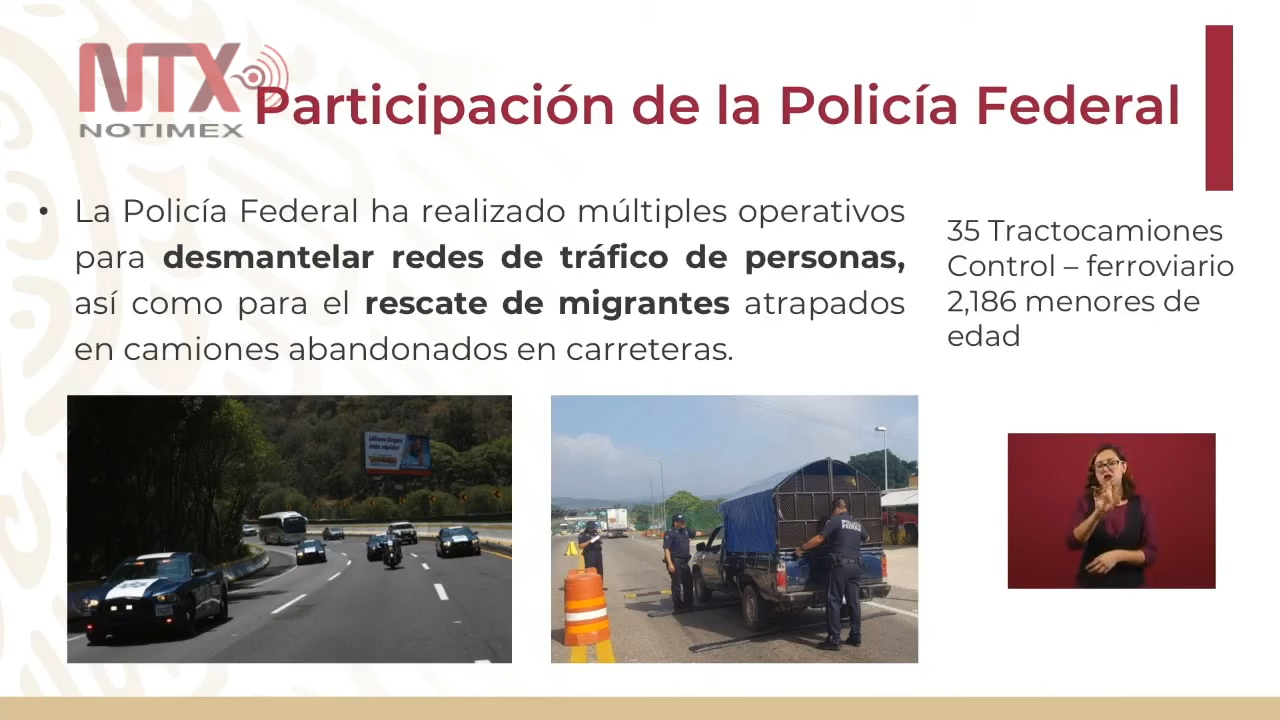 NTX
NOTIMEX
Participación de la Policía Federal
• La Policía Federal ha realizado múltiples operativos
para desmantelar redes de tráfico de personas,
así como para el rescate de migrantes atrapados
en camiones abandonados en carreteras.
35 Tractocamiones
Control – ferroviario
2,186 menores de
edad
POLICIA
FEDERAL